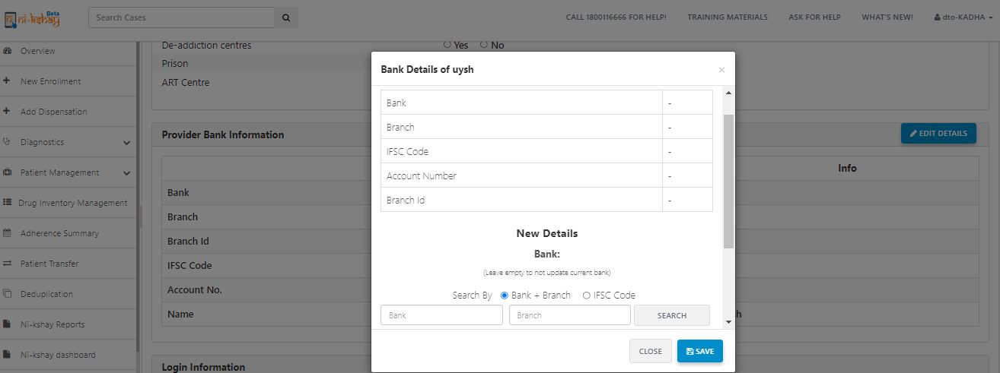 Beta
ni-kshay
Search Cases
CALL 1800116666 FOR HELP!
TRAINING MATERIALS
ASK FOR HELP
WHAT'S NEW!
dto-KADHA
Overview
New Enrollment
Add Dispensation
Diagnostics
Patient Management
Drug Inventory Management
Adherence Summary
Patient Transfer
Deduplication
Ni-kshay Reports
Ni-kshay dashboard
De-addiction centres
Yes No
Prison
ART Centre
Provider Bank Information
EDIT DETAILS
Info
Bank
Branch
Branch Id
IFSC Code
Account No.
Name
Login Information
Bank Details of uysh
×
Bank -
Branch -
IFSC Code -
Account Number -
Branch Id -
New Details
Bank:
(Leave empty to not update current bank)
Search By Bank + Branch IFSC Code
Bank Branch SEARCH
CLOSE SAVE